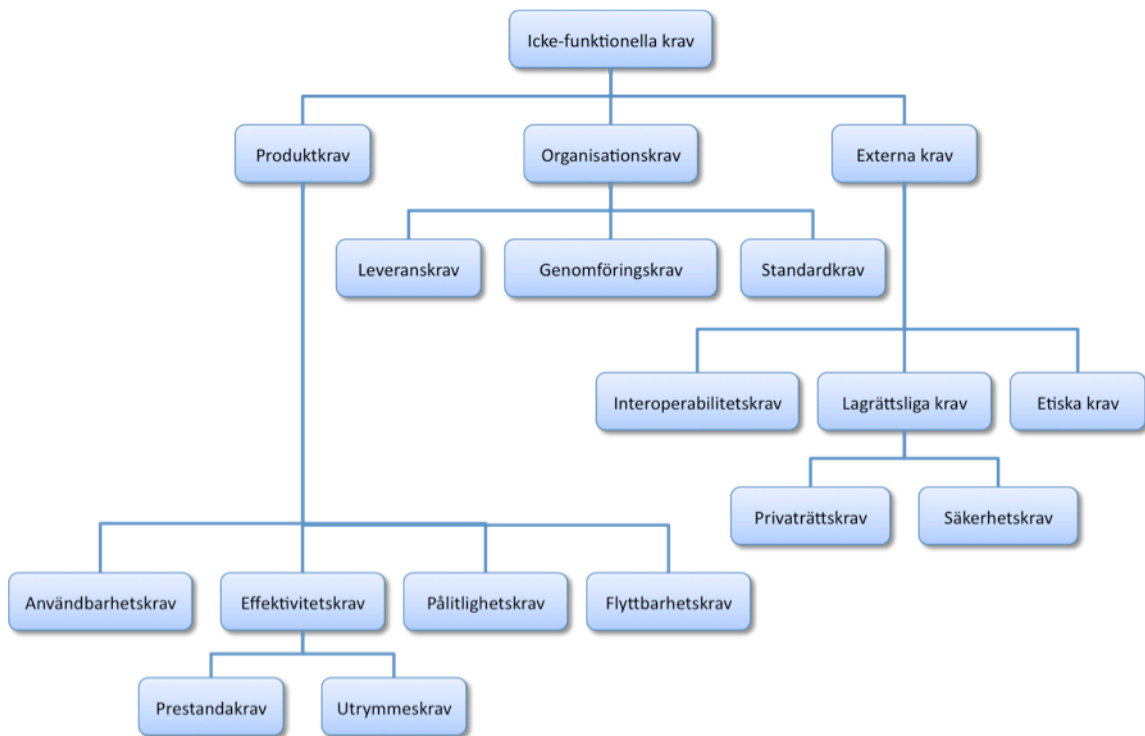 Icke-funktionella krav
Produktkrav
Organisationskrav
Externa krav
Leveranskrav
Genomföringskrav
Standardkrav
Interoperabilitetskrav
Lagrättsliga krav
Etiska krav
Privaträttskrav
Säkerhetskrav
Användbarhetskrav
Effektivitetskrav
Pålitlighetskrav
Flyttbarhetskrav
Prestandakrav
Utrymmeskrav